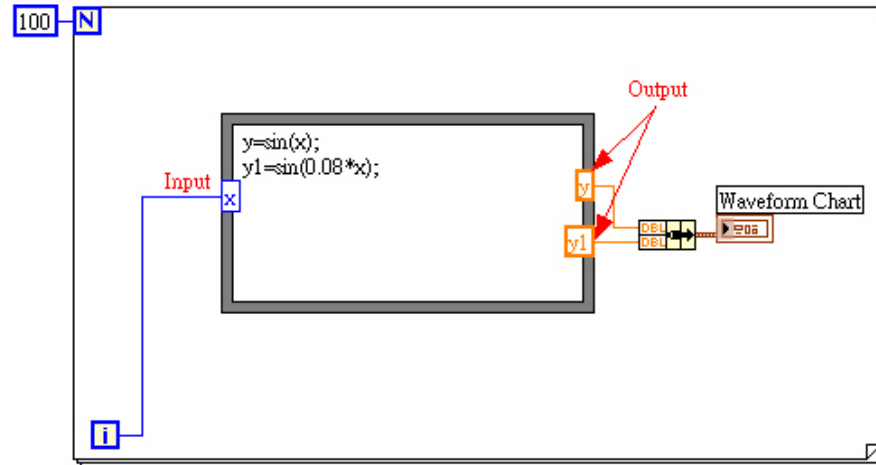 100 N
Output
y=sin(x);
y1=sin(0.08*x);
Input
x
y
Waveform Chart
DBL
y1
DBL
i